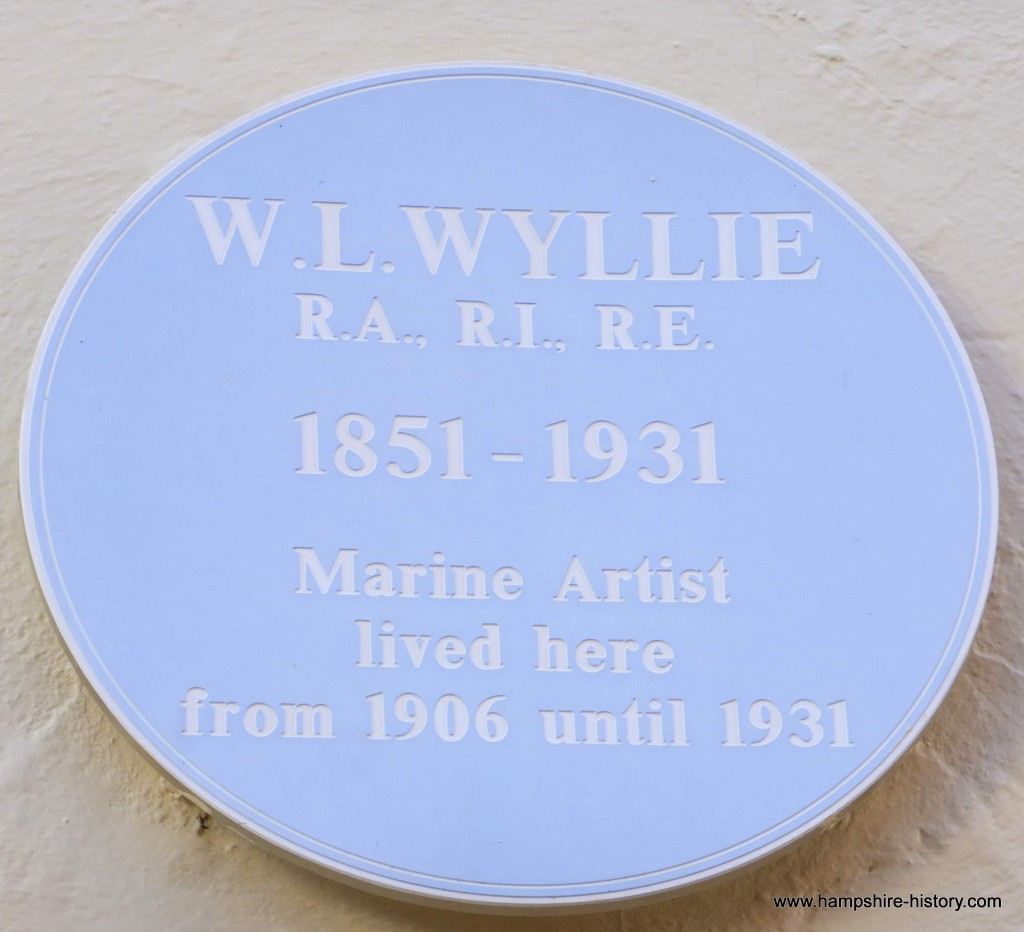 W.L.WYLLIE
R.A., R.I., R.E.
1851-1931
Marine Artist
lived here
from 1906 until 1931
www.hampshire-history.com